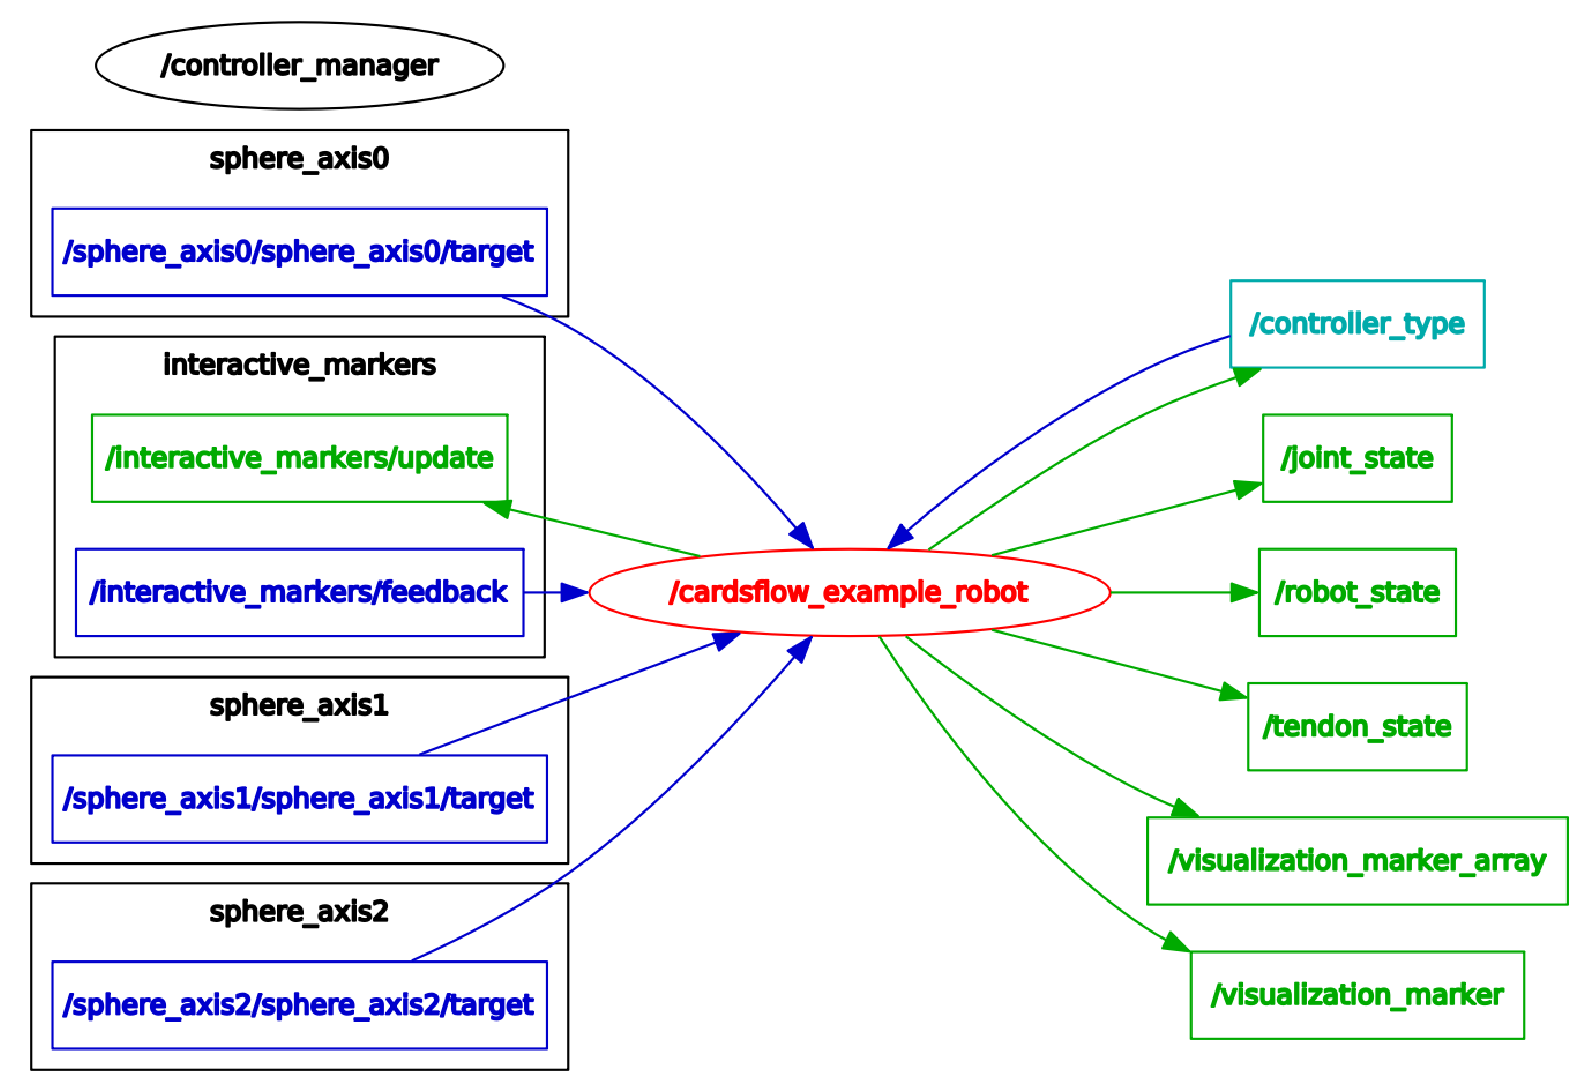 /controller_manager
sphere_axis0
/sphere_axis0/sphere_axis0/target
interactive_markers
/interactive_markers/update
/interactive_markers/feedback
sphere_axis1
/sphere_axis1/sphere_axis1/target
sphere_axis2
/sphere_axis2/sphere_axis2/target
/cardsflow_example_robot
/controller_type
/joint_state
/robot_state
/tendon_state
/visualization_marker_array
/visualization_marker